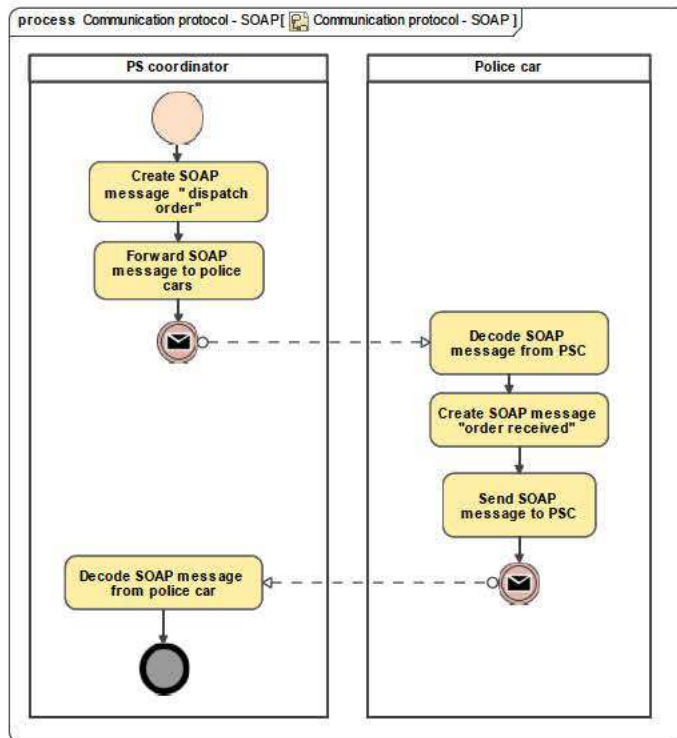 process Communication protocol - SOAP[ Communication protocol - SOAP ]
PS coordinator
Police car
Create SOAP
message " dispatch
order"
Forward SOAP
message to police
cars
Decode SOAP
message from PSC
Create SOAP message
"order received"
Send SOAP
message to PSC
Decode SOAP message
from police car